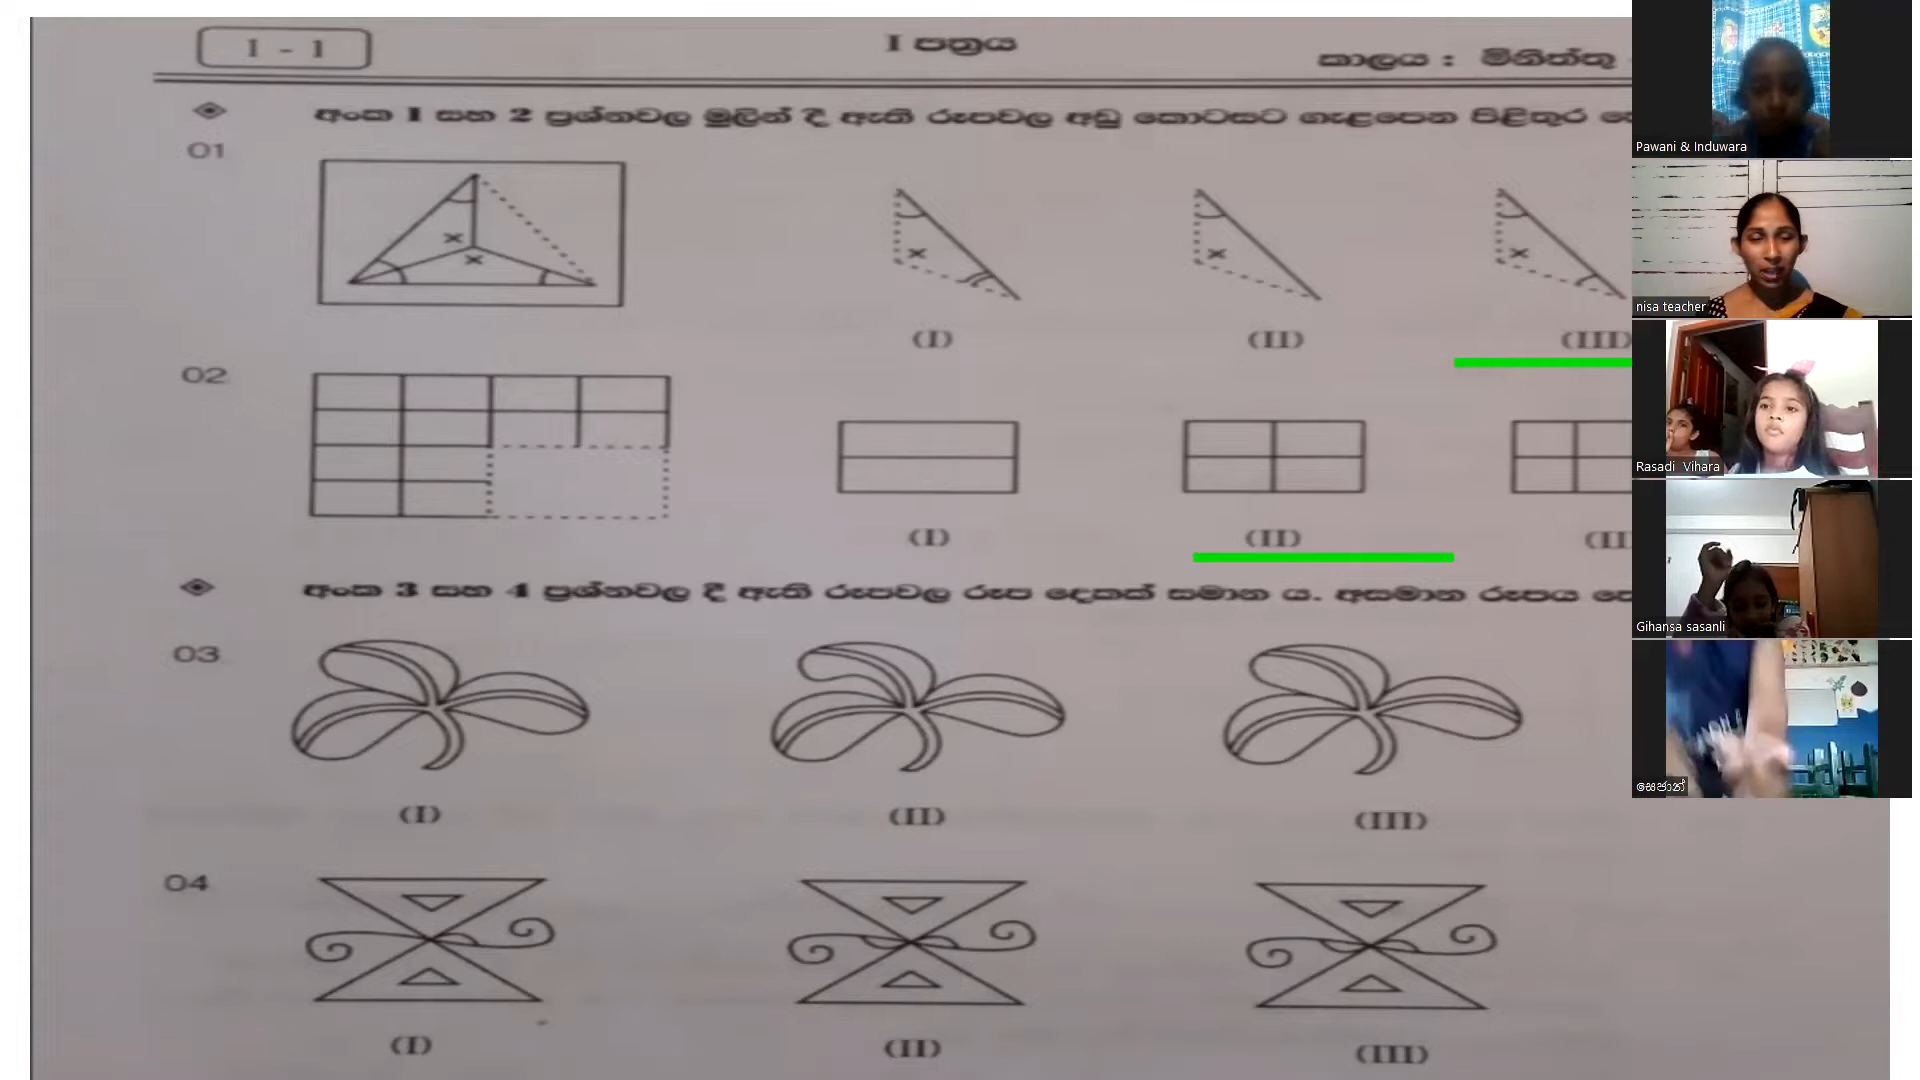 1 - 1
I පත්‍රය
කාලය : මිනිත්තු
අංක 1 සහ 2 ප්‍රශ්නවල මුලින් දී ඇති රූපවල අඩු කොටසට ගැළපෙන පිළිතුර
01
(I) (II) (III)
02
(I) (II)
අංක 3 සහ 4 ප්‍රශ්නවල දී ඇති රූපවල රූප දෙකක් සමාන ය. අසමාන රූපය
03
(I) (II) (III)
04
(I) (II) (III)
Pawani & Induwara
nisa teacher
Rasadi Vihara
Gihansa sasanli